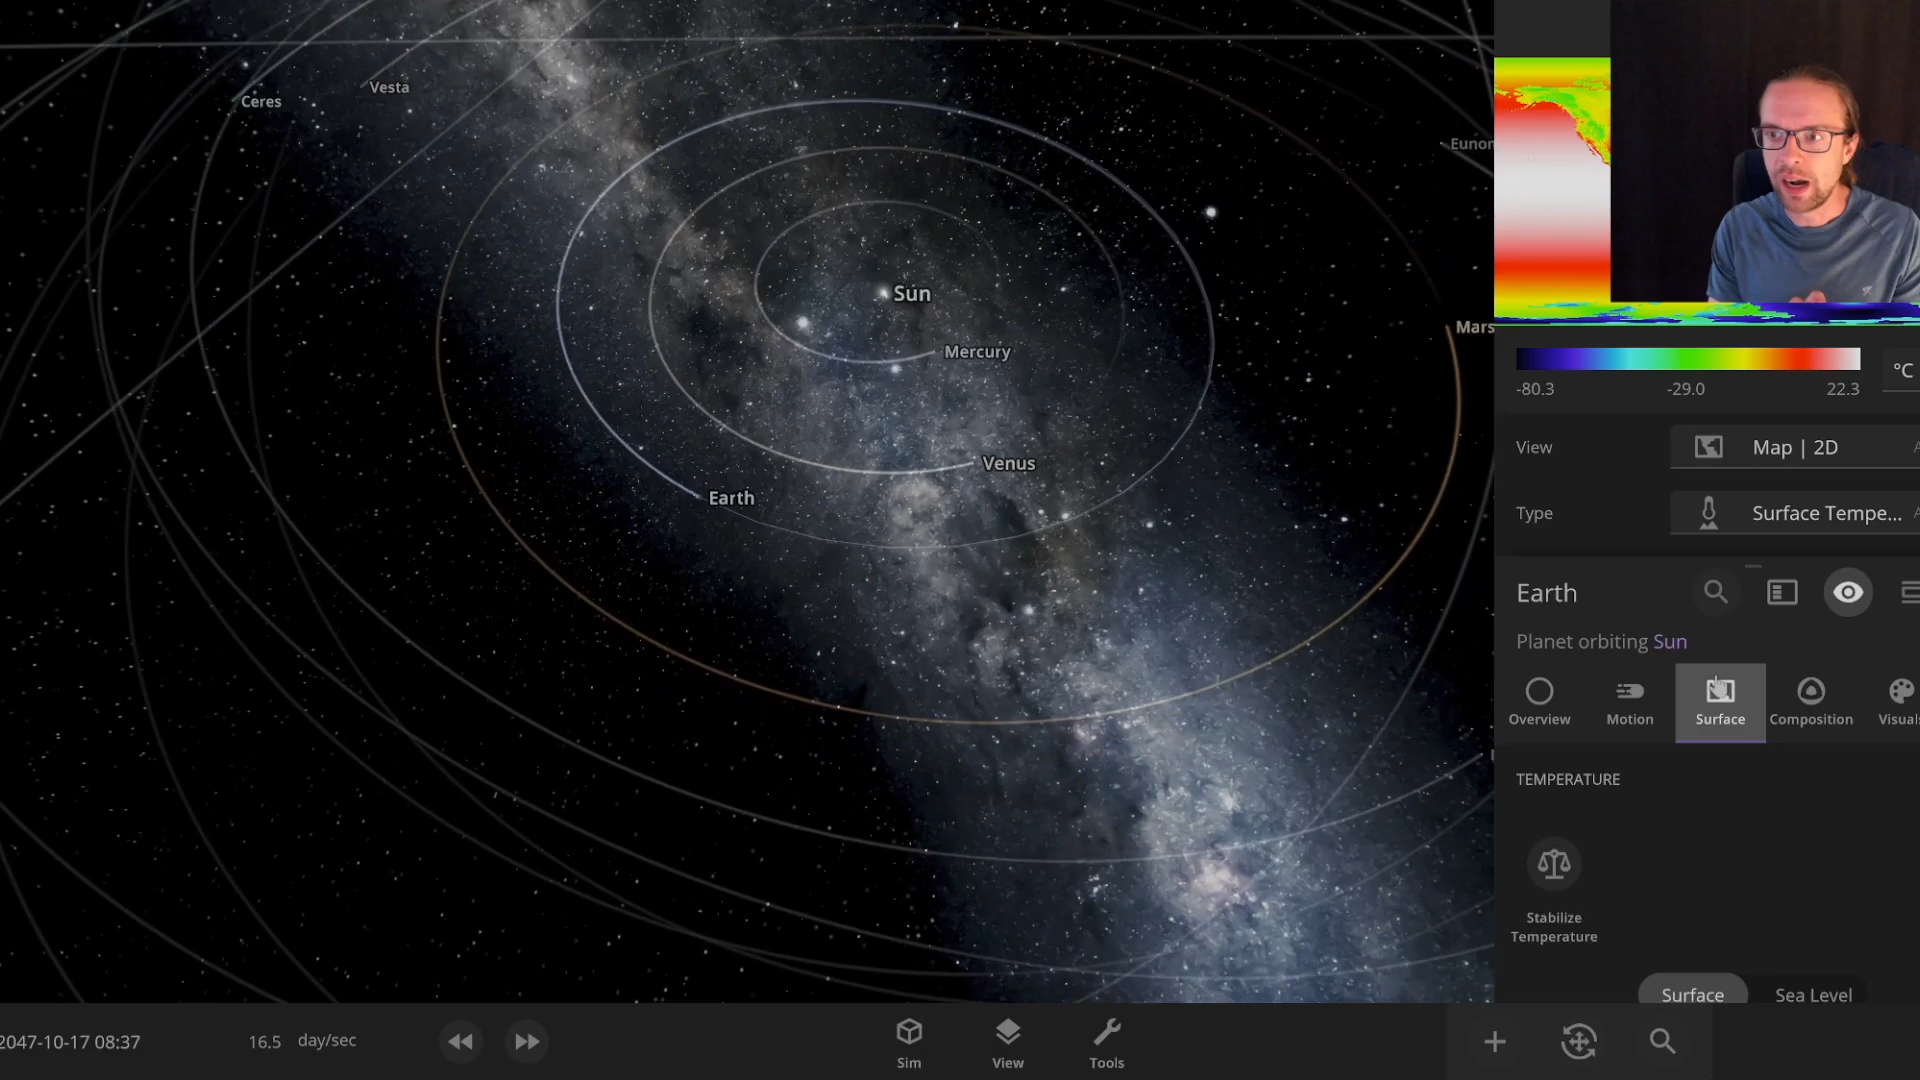 Vesta
Ceres
Sun
Mercury
Venus
Earth
Mars
-80.3 -29.0 22.3 °C
View Map | 2D
Type Surface Tempe...
Earth
Planet orbiting Sun
Overview Motion Surface Composition Visuals
TEMPERATURE
Stabilize
Temperature
Surface Sea Level
2047-10-17 08:37 16.5 day/sec
Sim View Tools